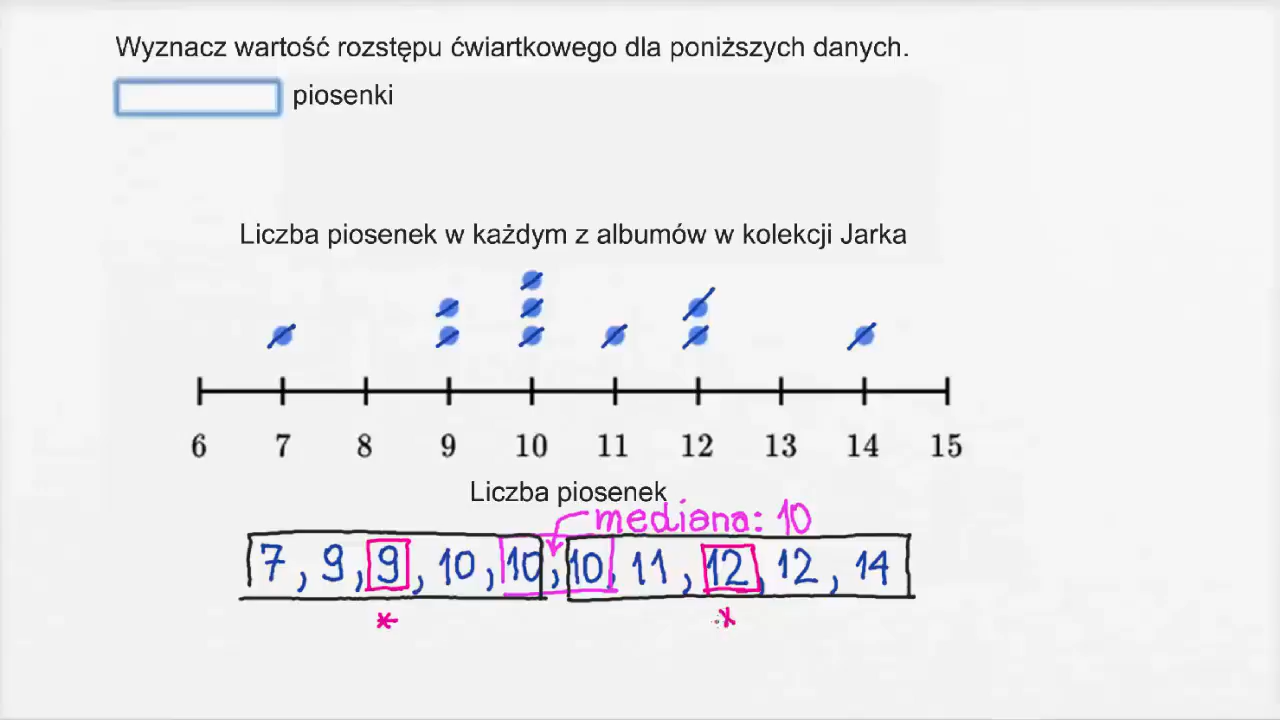 Wyznacz wartość rozstępu ćwiartkowego dla poniższych danych.
piosenki
Liczba piosenek w każdym z albumów w kolekcji Jarka
6 7 8 9 10 11 12 13 14 15
Liczba piosenek
mediana: 10
7, 9, 9, 10, 10, 10, 11, 12, 12, 14
* *